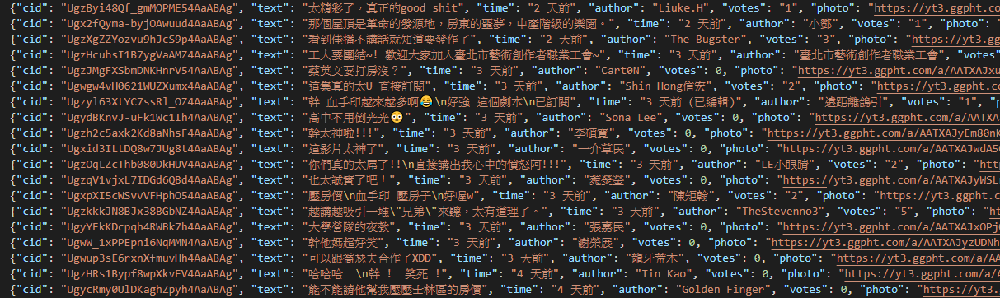 {"cid": "UgzByi48Qf_gmMOPME54AaABAg", "text": "太精彩了，真正的good shit", "time": "2 天前", "author": "Liuke.H", "votes": "1", "photo": "https://yt3.ggpht.co
{"cid": "Ugx2fQyma-byjOAwuud4AaABAg", "text": "那個屋頂是革命的發源地，房東的噩夢，中產階級的樂園。", "time": "2 天前", "author": "小鄧", "votes": "1", "photo": "
{"cid": "UgzXgZZYozvu9hJcS9p4AaABAg", "text": "看到佳播不講話就知道要發作了", "time": "2 天前", "author": "The Bugster", "votes": "3", "photo": "https://
{"cid": "UgzHcuhsI1B7ygVaAMZ4AaABAg", "text": "工人要團結~! 歡迎大家加入臺北市藝術創作者職業工會~", "time": "3 天前", "author": "臺北市藝術創作者職業工會", "votes
{"cid": "UgzJMgFXSbmDNKHnrV54AaABAg", "text": "蔡英文要打房沒？", "time": "3 天前", "author": "Cart0N", "votes": 0, "photo": "https://yt3.ggpht.com/a/AATXAJxu
{"cid": "Ugwgw4vH0621WUZXumx4AaABAg", "text": "這集真的太U 直接訂閱", "time": "3 天前", "author": "Shin Hong信宏", "votes": "2", "photo": "https://yt3.ggpht
{"cid": "Ugzyl63XtYC7ssRl_OZ4AaABAg", "text": "幹 血手印越來越多啊😂\n好強 這個劇本\n已訂閱", "time": "3 天前 (已編輯)", "author": "遠距離鴿引", "votes": "1", "p
{"cid": "UgydBKnvJ-uFk1Wc1Ih4AaABAg", "text": "高中不用倒光光😳", "time": "3 天前", "author": "Sona Lee", "votes": 0, "photo": "https://yt3.ggpht.com/a/AATXA
{"cid": "Ugzh2c5axk2Kd8aNhsF4AaABAg", "text": "幹太神啦!!!", "time": "3 天前", "author": "李碩寬", "votes": 0, "photo": "https://yt3.ggpht.com/a/AATXAJyEm80nK
{"cid": "Ugxid3ILtDQ8w7JUg8t4AaABAg", "text": "這影片太神了", "time": "3 天前", "author": "一介草民", "votes": 0, "photo": "https://yt3.ggpht.com/a/AATXAJwdA5
{"cid": "UgzOqLZcThb080DkHUV4AaABAg", "text": "你們真的太屌了!!\n直接講出我心中的憤怒阿!!!", "time": "3 天前", "author": "LE小眼睛", "votes": "2", "photo": "htt
{"cid": "UgzqV1vjxL7IDGd6QBd4AaABAg", "text": "也太誠實了吧！", "time": "3 天前", "author": "菀熒塋", "votes": 0, "photo": "https://yt3.ggpht.com/a/AATXAJyWSL
{"cid": "UgxpXI5cWSvvVFHphO54AaABAg", "text": "壓房價\n血手印 壓房子\n好喔w", "time": "3 天前", "author": "陳矩翰", "votes": "2", "photo": "https://yt3.ggpht
{"cid": "UgzkkkJN8BJx38BGbNZ4AaABAg", "text": "越講越吸引一堆\"兄弟\"來聽，太有道理了。", "time": "3 天前", "author": "TheStevenno3", "votes": "5", "photo": "h
{"cid": "UgyYEkKDcpqh4RWBk7h4AaABAg", "text": "大學營隊的夜教", "time": "3 天前", "author": "張嘉民", "votes": 0, "photo": "https://yt3.ggpht.com/a/AATXAJxOPj
{"cid": "UgwW_1xPPEpni6NqMMN4AaABAg", "text": "幹他媽超好笑", "time": "3 天前", "author": "謝榮展", "votes": 0, "photo": "https://yt3.ggpht.com/a/AATXAJyzUDNh
{"cid": "Ugwup3sE6rxnXfmuvHh4AaABAg", "text": "可以跟喬瑟夫合作了XDD", "time": "3 天前", "author": "龍牙荒木", "votes": 0, "photo": "https://yt3.ggpht.com/a/A
{"cid": "UgzHRs1Bypf8wpXkvEV4AaABAg", "text": "哈哈哈  \n幹 !  笑死 !", "time": "4 天前", "author": "Tin Kao", "votes": 0, "photo": "https://yt3.ggpht.com/a/
{"cid": "UgycRmy0UlDKaghZpyh4AaABAg", "text": "能不能請他幫我壓壓士林區的房價", "time": "4 天前", "author": "Golden Finger", "votes": 0, "photo": "https://yt3